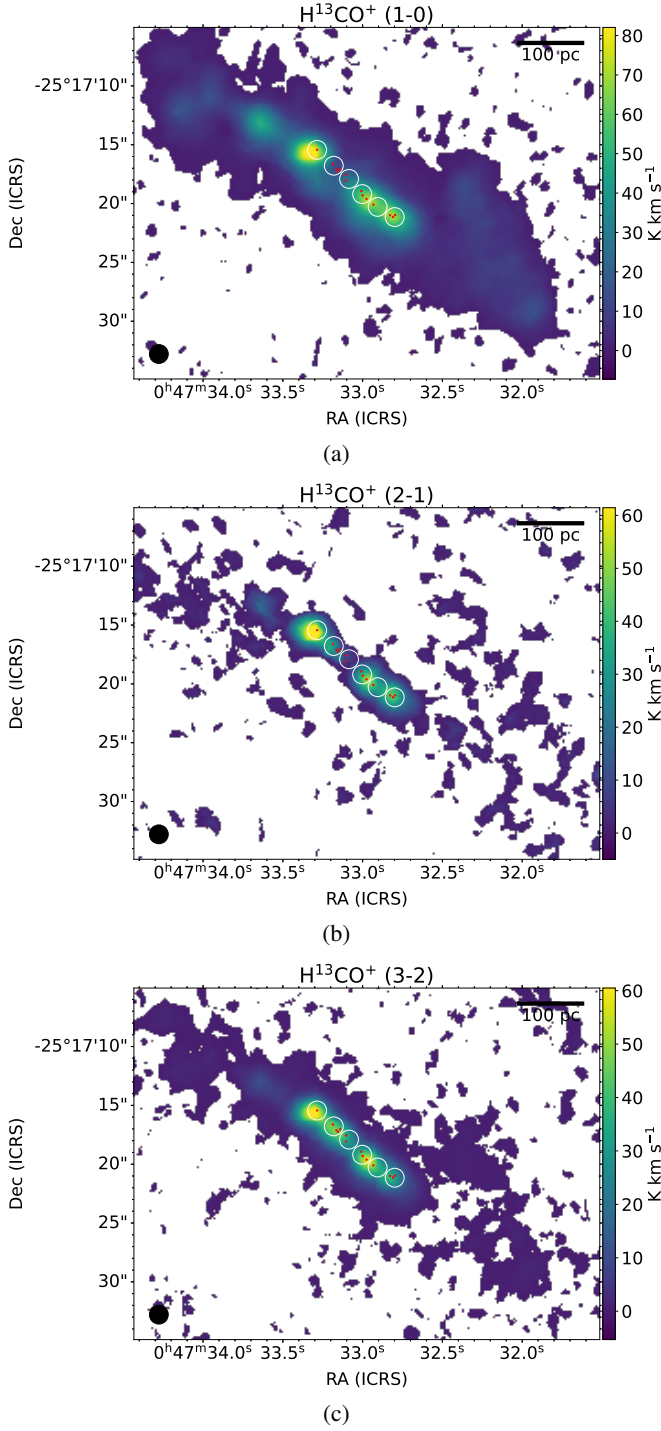 H¹³CO⁺ (1-0)
100 pc
-25°17'10"
15"
20"
25"
30"
Dec (ICRS)
0ʰ47ᵐ34.0ˢ 33.5ˢ 33.0ˢ 32.5ˢ 32.0ˢ
RA (ICRS)
80
70
60
50
40
30
20
10
0
K km s⁻¹
(a)
H¹³CO⁺ (2-1)
100 pc
-25°17'10"
15"
20"
25"
30"
Dec (ICRS)
0ʰ47ᵐ34.0ˢ 33.5ˢ 33.0ˢ 32.5ˢ 32.0ˢ
RA (ICRS)
60
50
40
30
20
10
0
K km s⁻¹
(b)
H¹³CO⁺ (3-2)
100 pc
-25°17'10"
15"
20"
25"
30"
Dec (ICRS)
0ʰ47ᵐ34.0ˢ 33.5ˢ 33.0ˢ 32.5ˢ 32.0ˢ
RA (ICRS)
60
50
40
30
20
10
0
K km s⁻¹
(c)